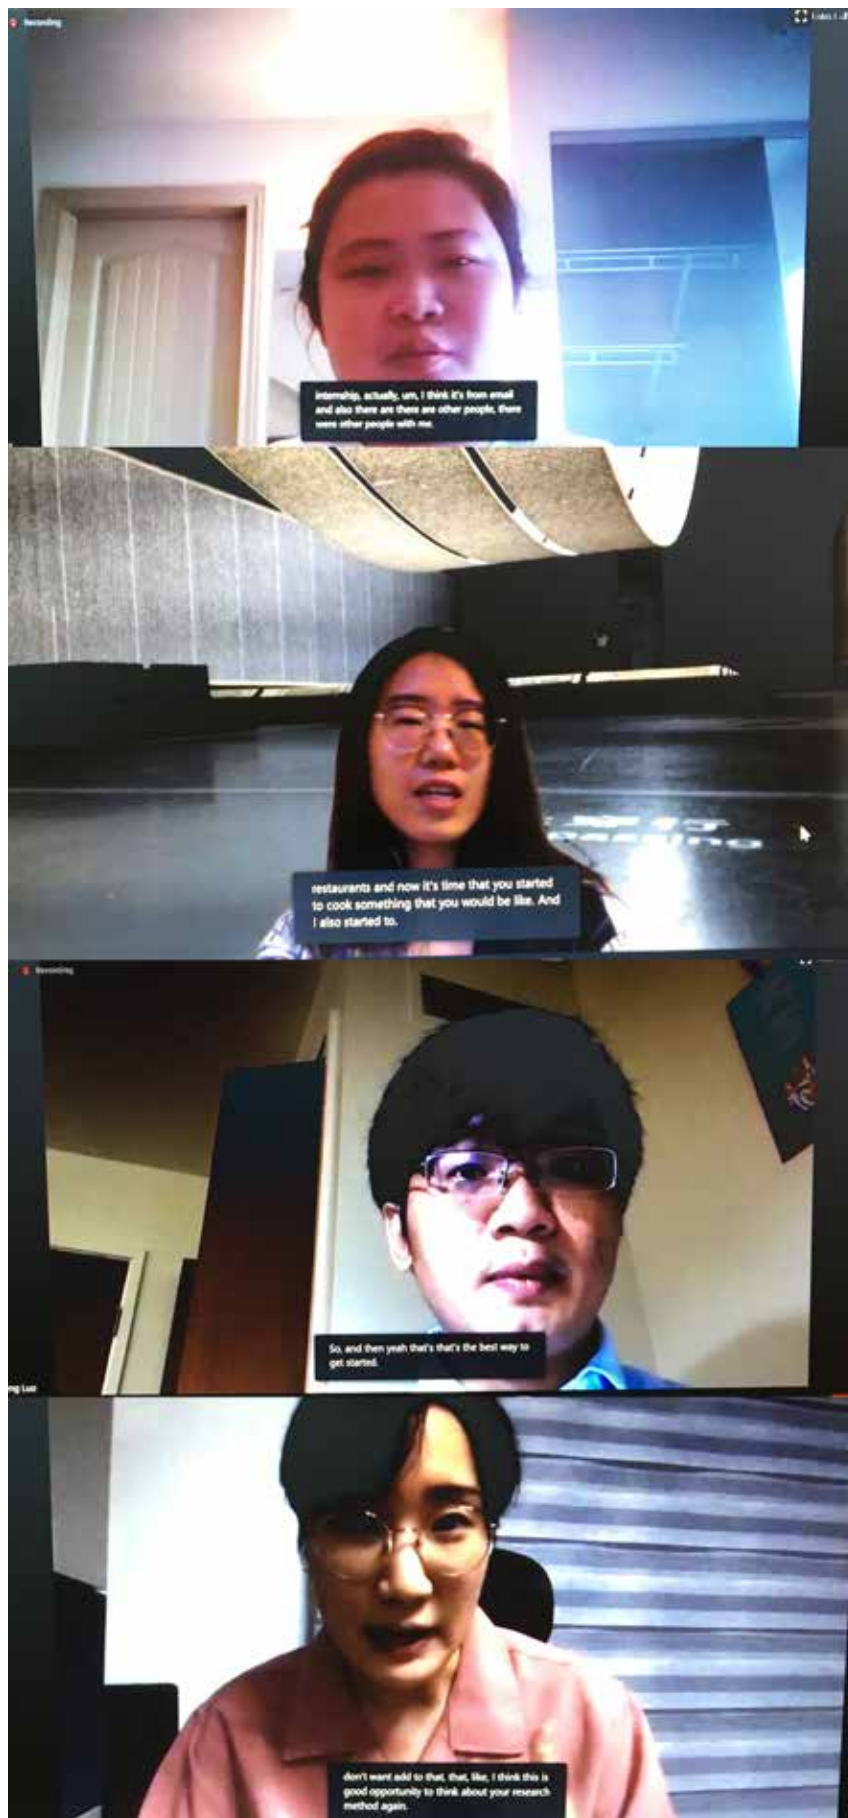 Recording
internship, actually, um, I think it's from email
and also there are there are other people, there
were other people with me.
restaurants and now it's time that you started
to cook something that you would be like. And
I also started to.
Recording
So, and then yeah that's that's the best way to
get started.
ng Luo
don't want add to that, that, like, I think this is
good opportunity to think about your research
method again.